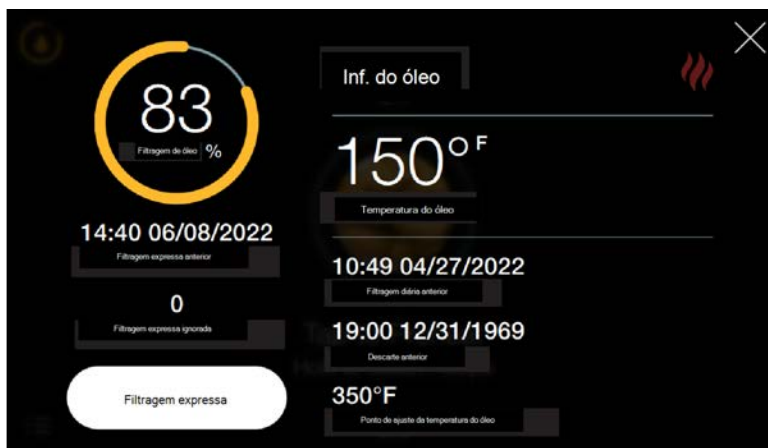 83
Filtragem de óleo %
14:40 06/08/2022
Filtragem expressa anterior
0
Filtragem expressa ignorada
Filtragem expressa
Inf. do óleo
150°F
Temperatura do óleo
10:49 04/27/2022
Filtragem diária anterior
19:00 12/31/1969
Descarte anterior
350°F
Ponto de ajuste da temperatura do óleo